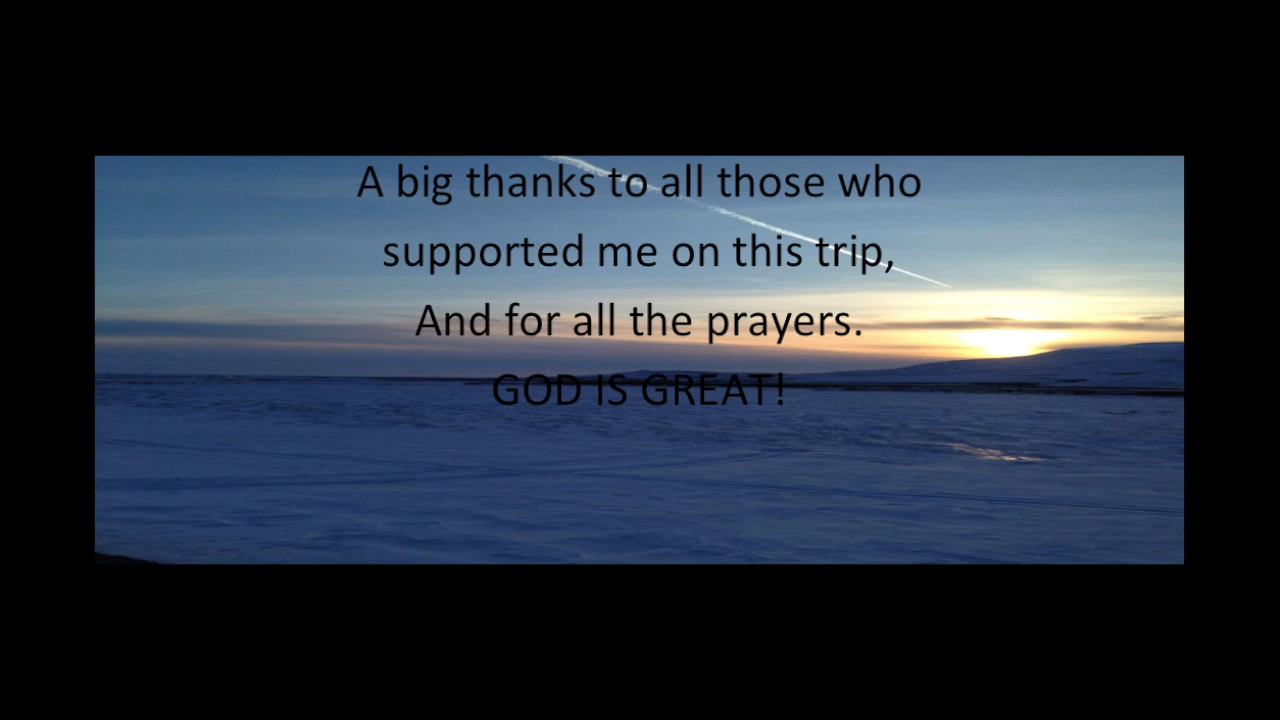 A big thanks to all those who
supported me on this trip,
And for all the prayers.
GOD IS GREAT!